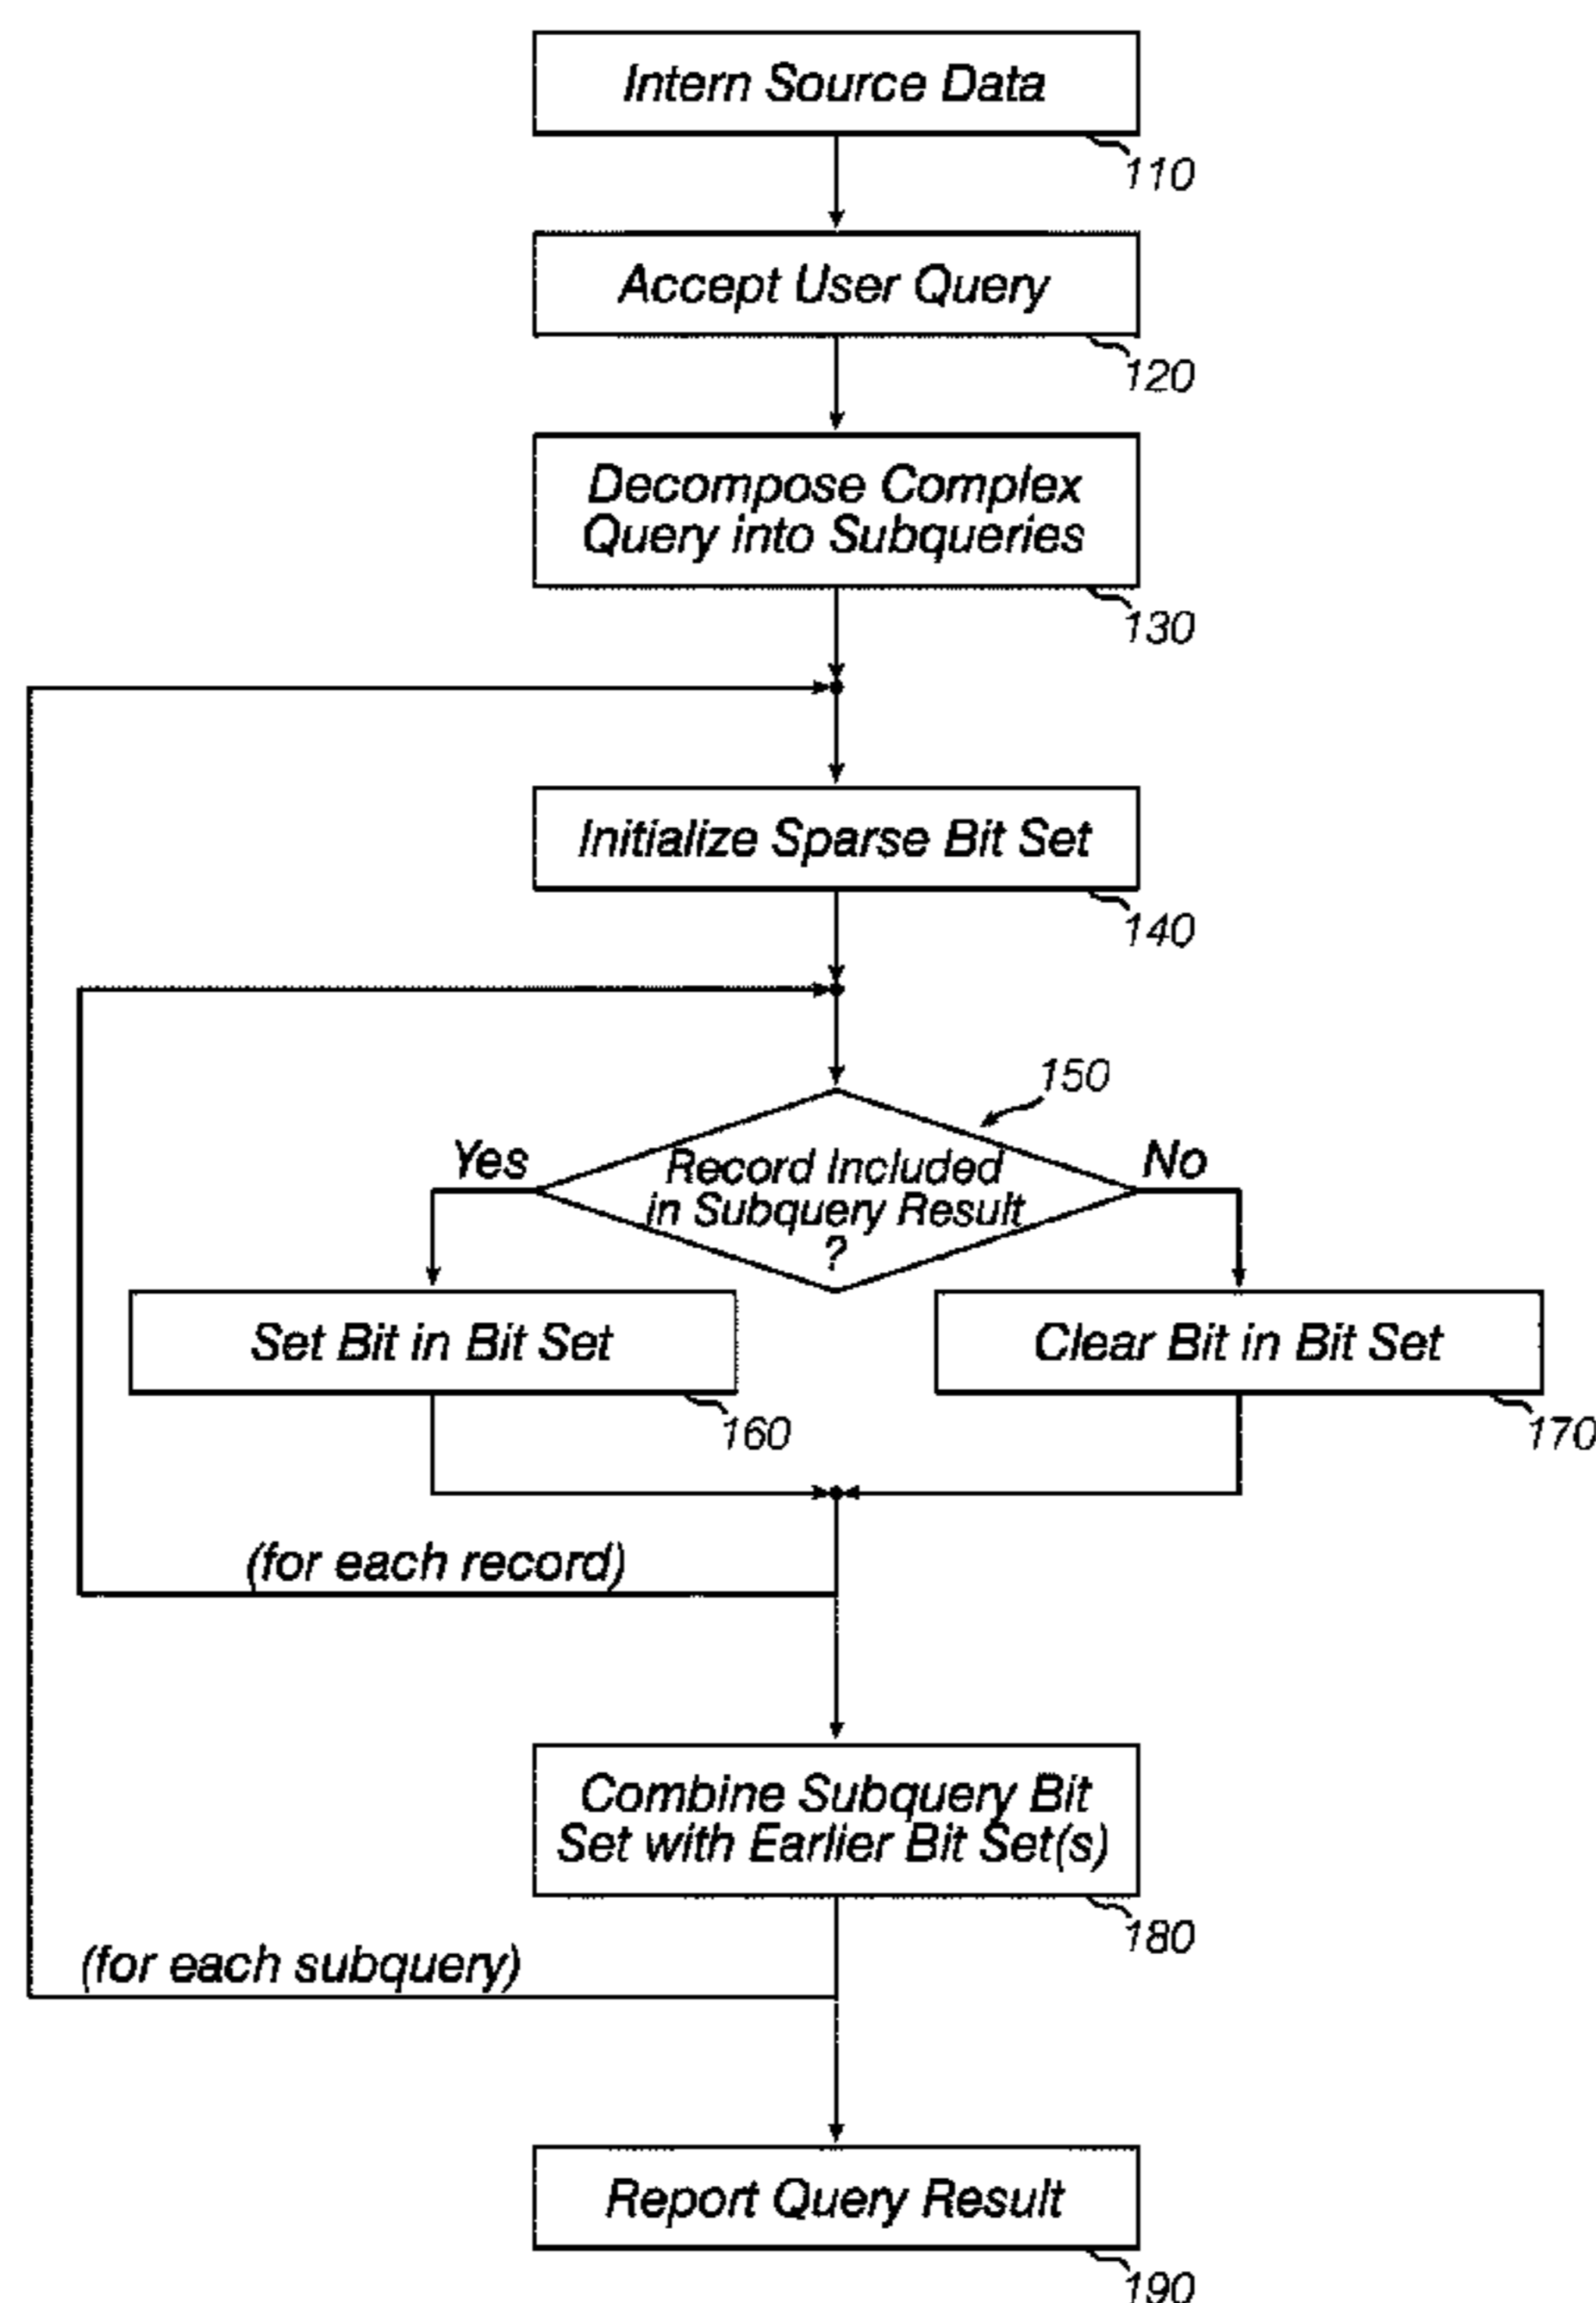 Intern Source Data
110
Accept User Query
120
Decompose Complex
Query into Subqueries
130
Initialize Sparse Bit Set
140
150
Yes
Record Included
in Subquery Result
?
No
Set Bit in Bit Set
160
Clear Bit in Bit Set
170
(for each record)
Combine Subquery Bit
Set with Earlier Bit Set(s)
180
(for each subquery)
Report Query Result
190